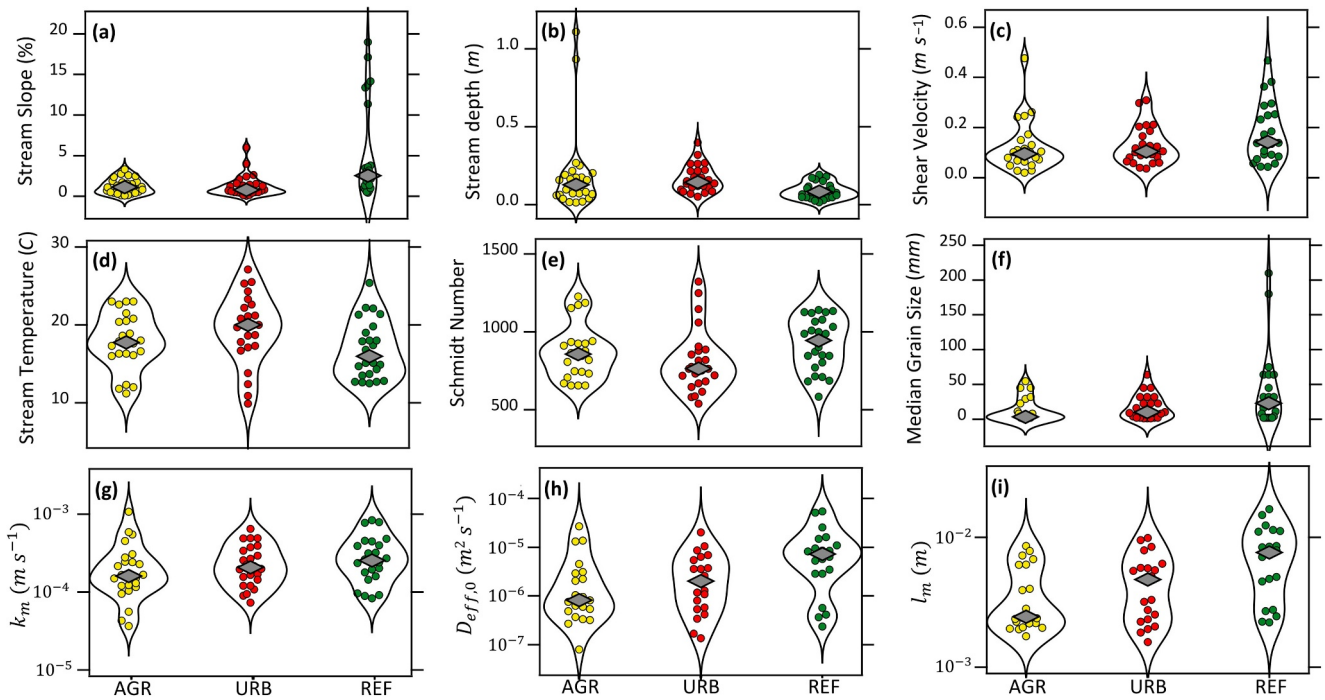 (a)
Stream Slope (%)
20
15
10
5
0
(b)
Stream depth (m)
1.0
0.5
0.0
(c)
Shear Velocity (m s⁻¹)
0.6
0.4
0.2
0.0
(d)
Stream Temperature (C)
30
20
10
(e)
Schmidt Number
1500
1000
500
(f)
Median Grain Size (mm)
250
200
150
100
50
0
(g)
k_m (m s⁻¹)
10⁻³
10⁻⁴
10⁻⁵
AGR URB REF
(h)
D_eff,0 (m² s⁻¹)
10⁻⁴
10⁻⁵
10⁻⁶
10⁻⁷
AGR URB REF
(i)
l_m (m)
10⁻²
10⁻³
AGR URB REF